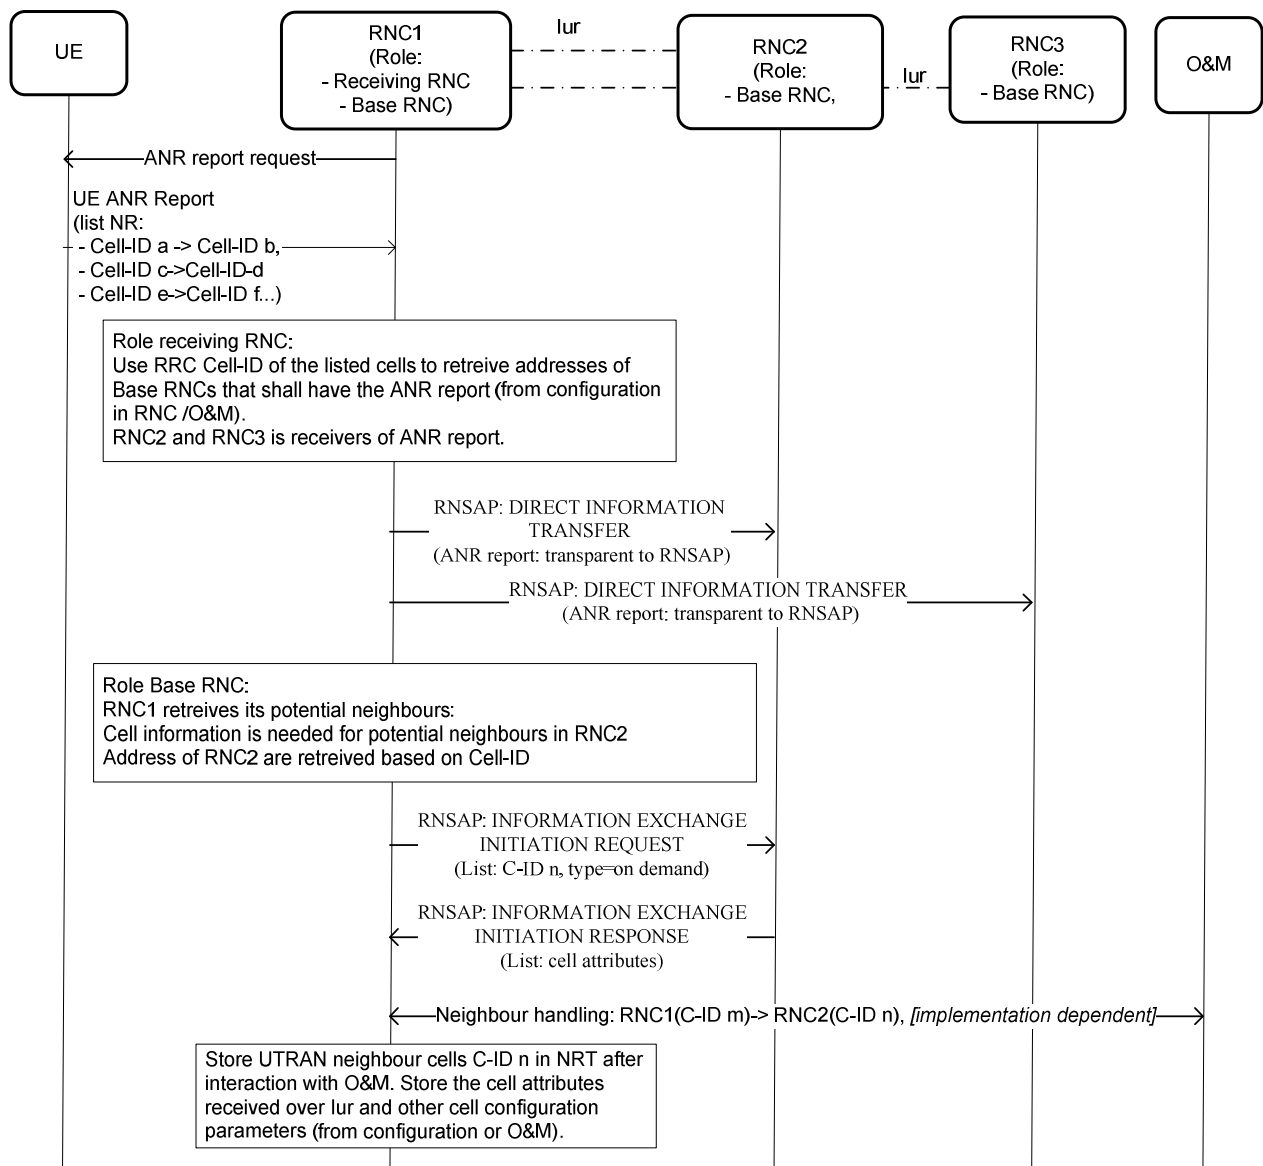 UE
RNC1
(Role:
- Receiving RNC
- Base RNC)
Iur
RNC2
(Role:
- Base RNC,
Iur
RNC3
(Role:
- Base RNC)
O&M
ANR report request
UE ANR Report
(list NR:
- Cell-ID a -> Cell-ID b,
- Cell-ID c->Cell-ID-d
- Cell-ID e->Cell-ID f...)
Role receiving RNC:
Use RRC Cell-ID of the listed cells to retreive addresses of
Base RNCs that shall have the ANR report (from configuration
in RNC /O&M).
RNC2 and RNC3 is receivers of ANR report.
RNSAP: DIRECT INFORMATION
TRANSFER
(ANR report: transparent to RNSAP)
RNSAP: DIRECT INFORMATION TRANSFER
(ANR report: transparent to RNSAP)
Role Base RNC:
RNC1 retreives its potential neighbours:
Cell information is needed for potential neighbours in RNC2
Address of RNC2 are retreived based on Cell-ID
RNSAP: INFORMATION EXCHANGE
INITIATION REQUEST
(List: C-ID n, type=on demand)
RNSAP: INFORMATION EXCHANGE
INITIATION RESPONSE
(List: cell attributes)
Neighbour handling: RNC1(C-ID m)-> RNC2(C-ID n), [implementation dependent]
Store UTRAN neighbour cells C-ID n in NRT after
interaction with O&M. Store the cell attributes
received over Iur and other cell configuration
parameters (from configuration or O&M).